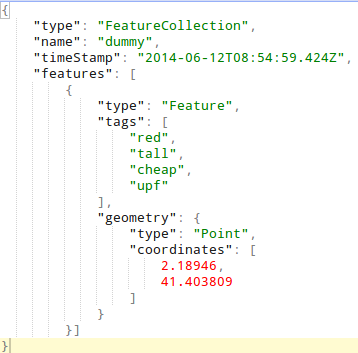 {
    "type": "FeatureCollection",
    "name": "dummy",
    "timeStamp": "2014-06-12T08:54:59.424Z",
    "features": [
        {
            "type": "Feature",
            "tags": [
                "red",
                "tall",
                "cheap",
                "upf"
            ],
            "geometry": {
                "type": "Point",
                "coordinates": [
                    2.18946,
                    41.403809
                ]
            }
        }]
}